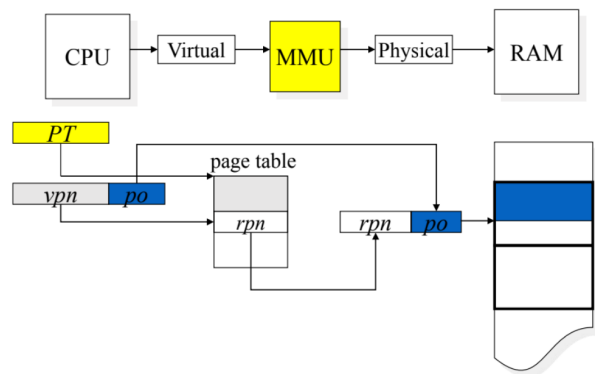 CPU
Virtual
MMU
Physical
RAM
PT
page table
vpn po
rpn
rpn po